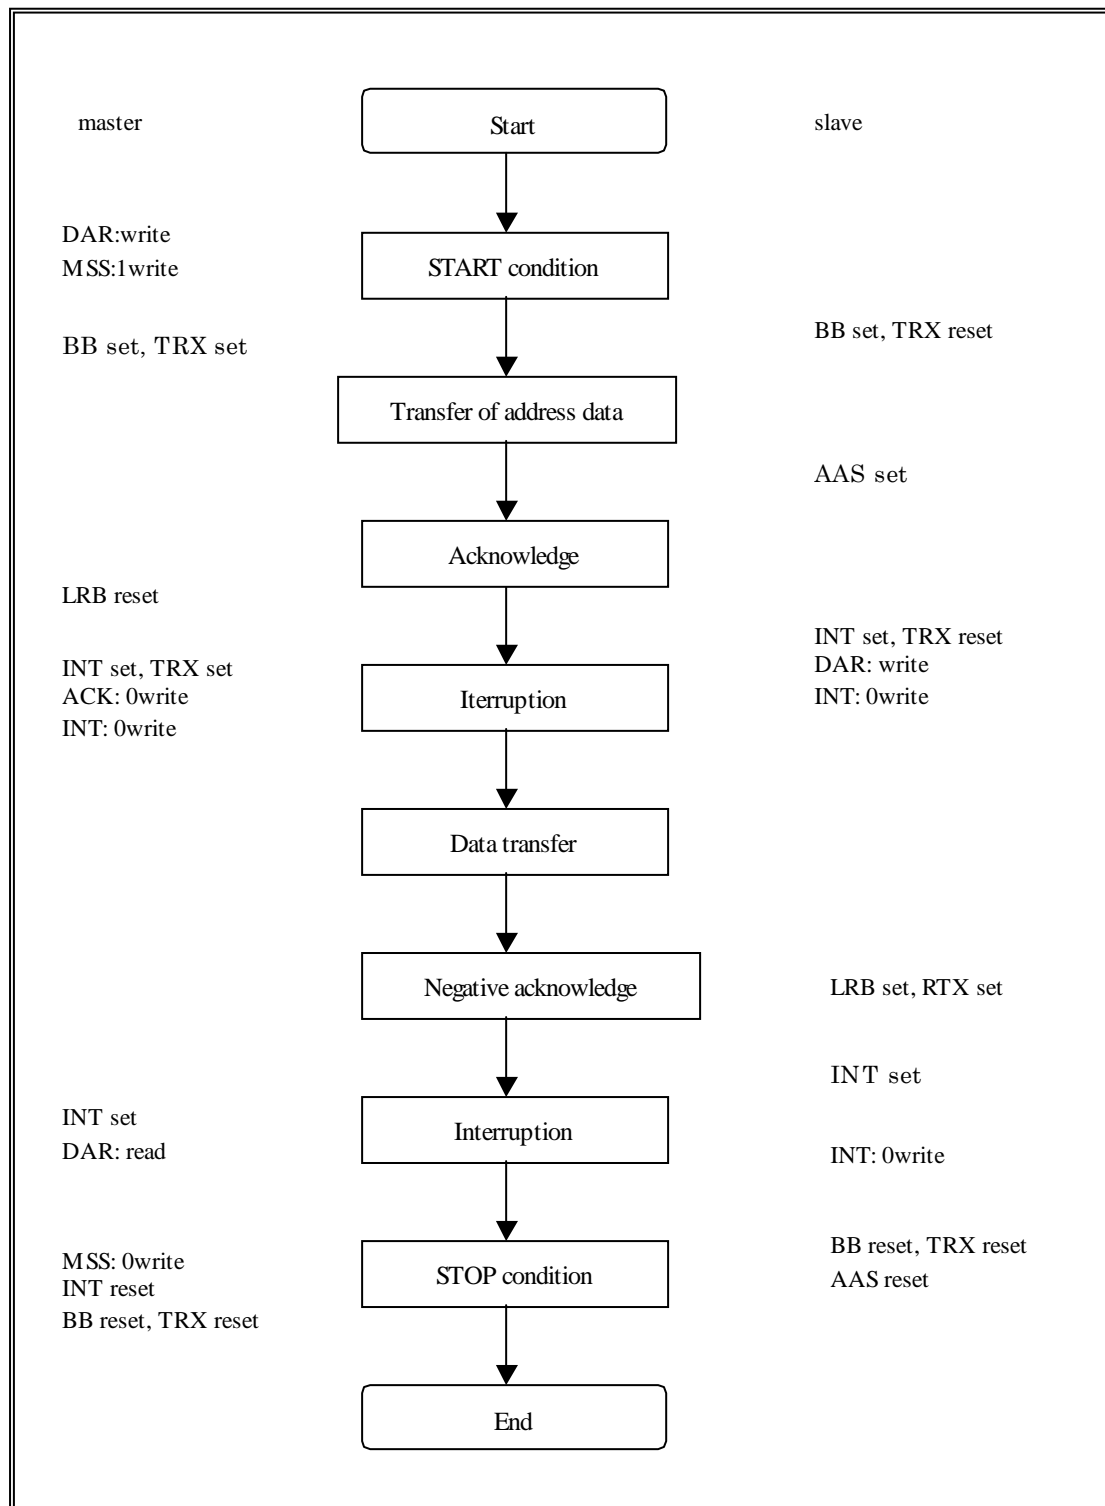 master
Start
slave
DAR:write
MSS:1write
START condition
BB set, TRX set
BB set, TRX reset
Transfer of address data
AAS set
Acknowledge
LRB reset
INT set, TRX set
ACK: 0write
INT: 0write
Iterruption
INT set, TRX reset
DAR: write
INT: 0write
Data transfer
Negative acknowledge
LRB set, RTX set
INT set
INT set
DAR: read
Interruption
INT: 0write
MSS: 0write
INT reset
BB reset, TRX reset
STOP condition
BB reset, TRX reset
AAS reset
End